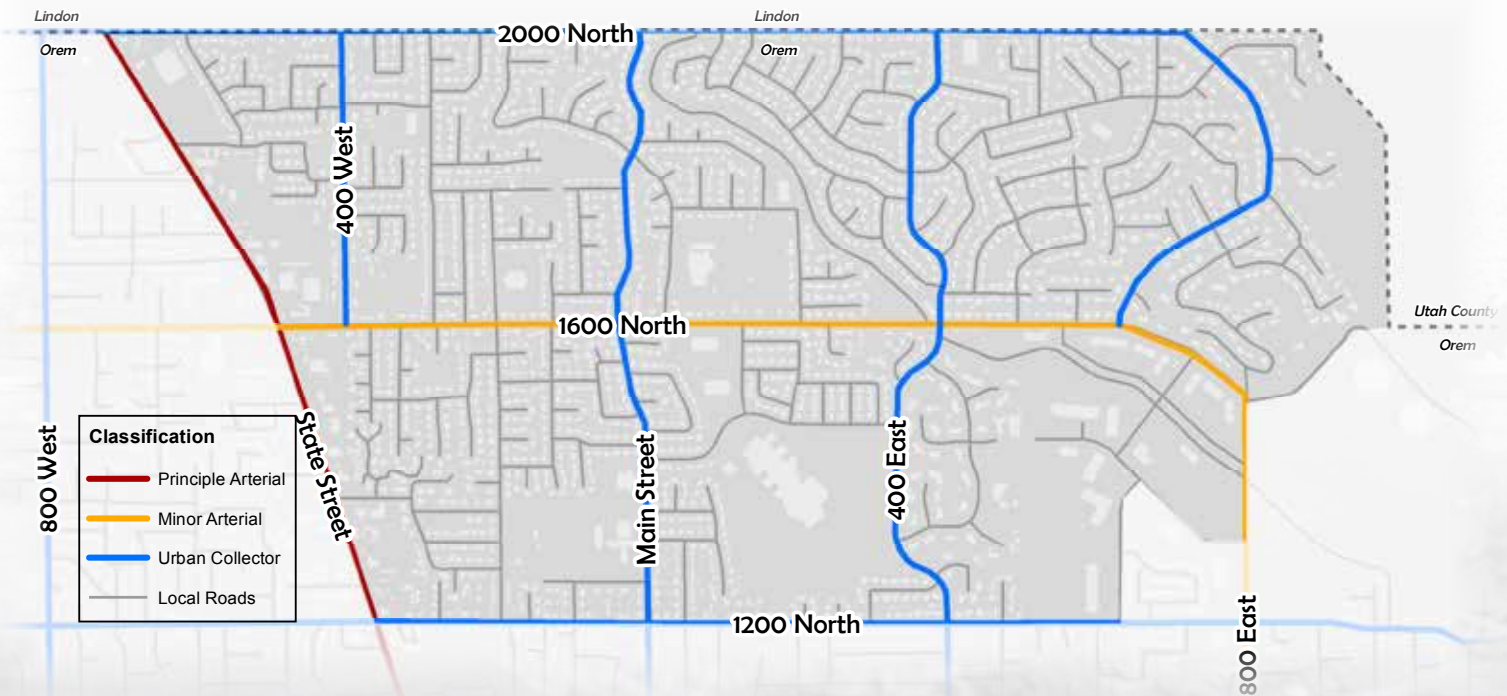 Lindon
Orem
2000 North
Lindon
Orem
400 West
1600 North
Utah County
Orem
800 West
Classification
Principle Arterial
Minor Arterial
Urban Collector
Local Roads
State Street
Main Street
400 East
1200 North
800 East